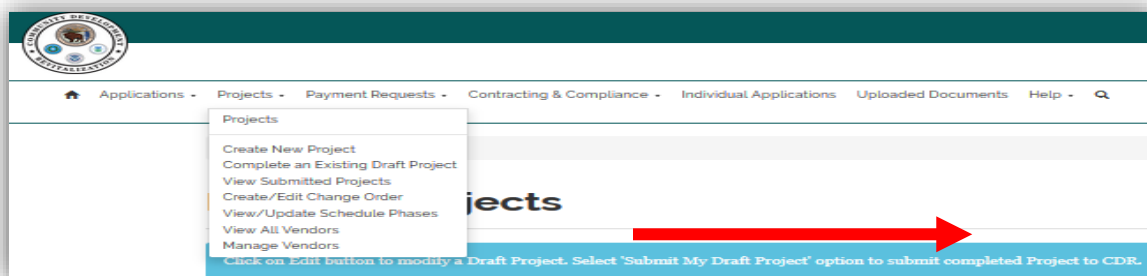 COMMUNITY DEVELOPMENT
REVITALIZATION
Applications
Projects
Payment Requests
Contracting & Compliance
Individual Applications
Uploaded Documents
Help
Projects
Create New Project
Complete an Existing Draft Project
View Submitted Projects
Create/Edit Change Order
View/Update Schedule Phases
View All Vendors
Manage Vendors
jects
Click on Edit button to modify a Draft Project. Select 'Submit My Draft Project' option to submit completed Project to CDR.